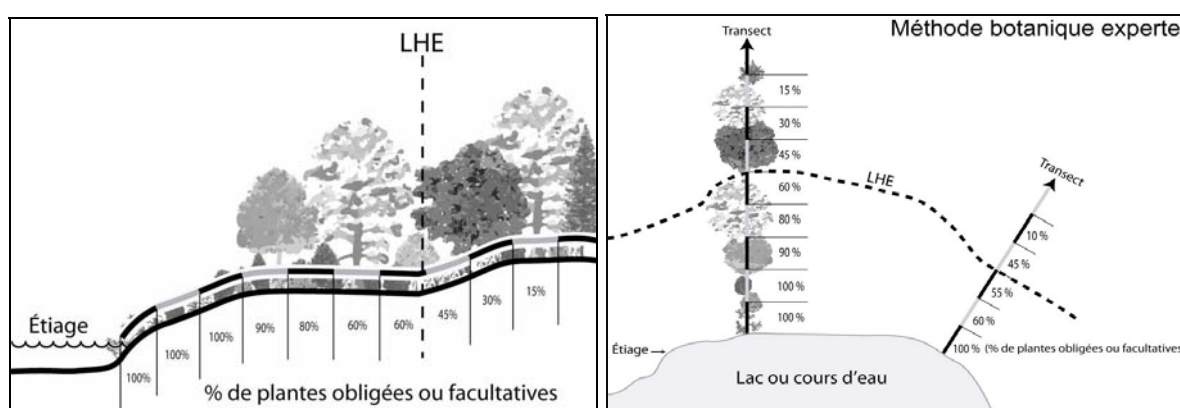 LHE
Étiage
100%
100%
100%
90%
80%
60%
60%
45%
30%
15%
% de plantes obligées ou facultatives
Méthode botanique experte
Transect
15 %
30 %
45 %
60 %
80 %
90 %
100 %
100 %
LHE
Transect
10 %
45 %
55 %
60 %
100 % (% de plantes obligées ou facultatives
Étiage
Lac ou cours d'eau